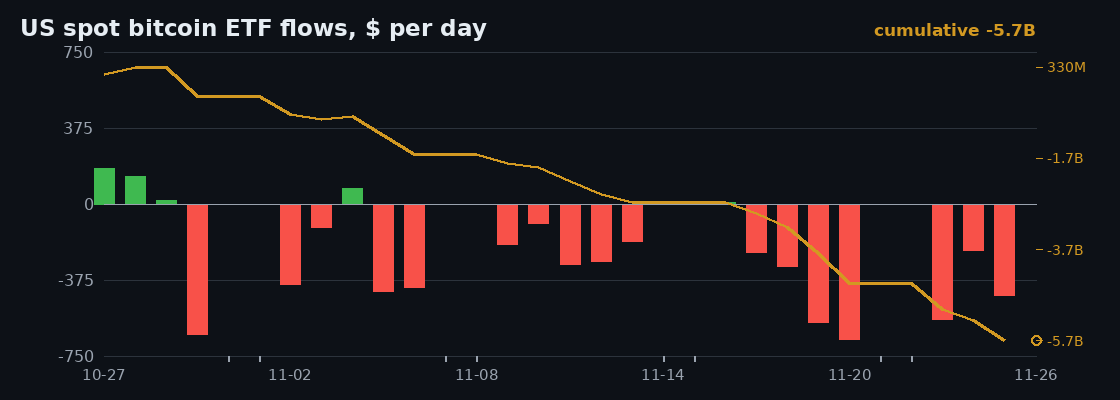 US spot bitcoin ETF flows, $ per day
cumulative -5.7B
750
375
0
-375
-750
330M
-1.7B
-3.7B
-5.7B
10-27
11-02
11-08
11-14
11-20
11-26